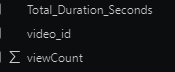 Total_Duration_Seconds
video_id
∑ viewCount